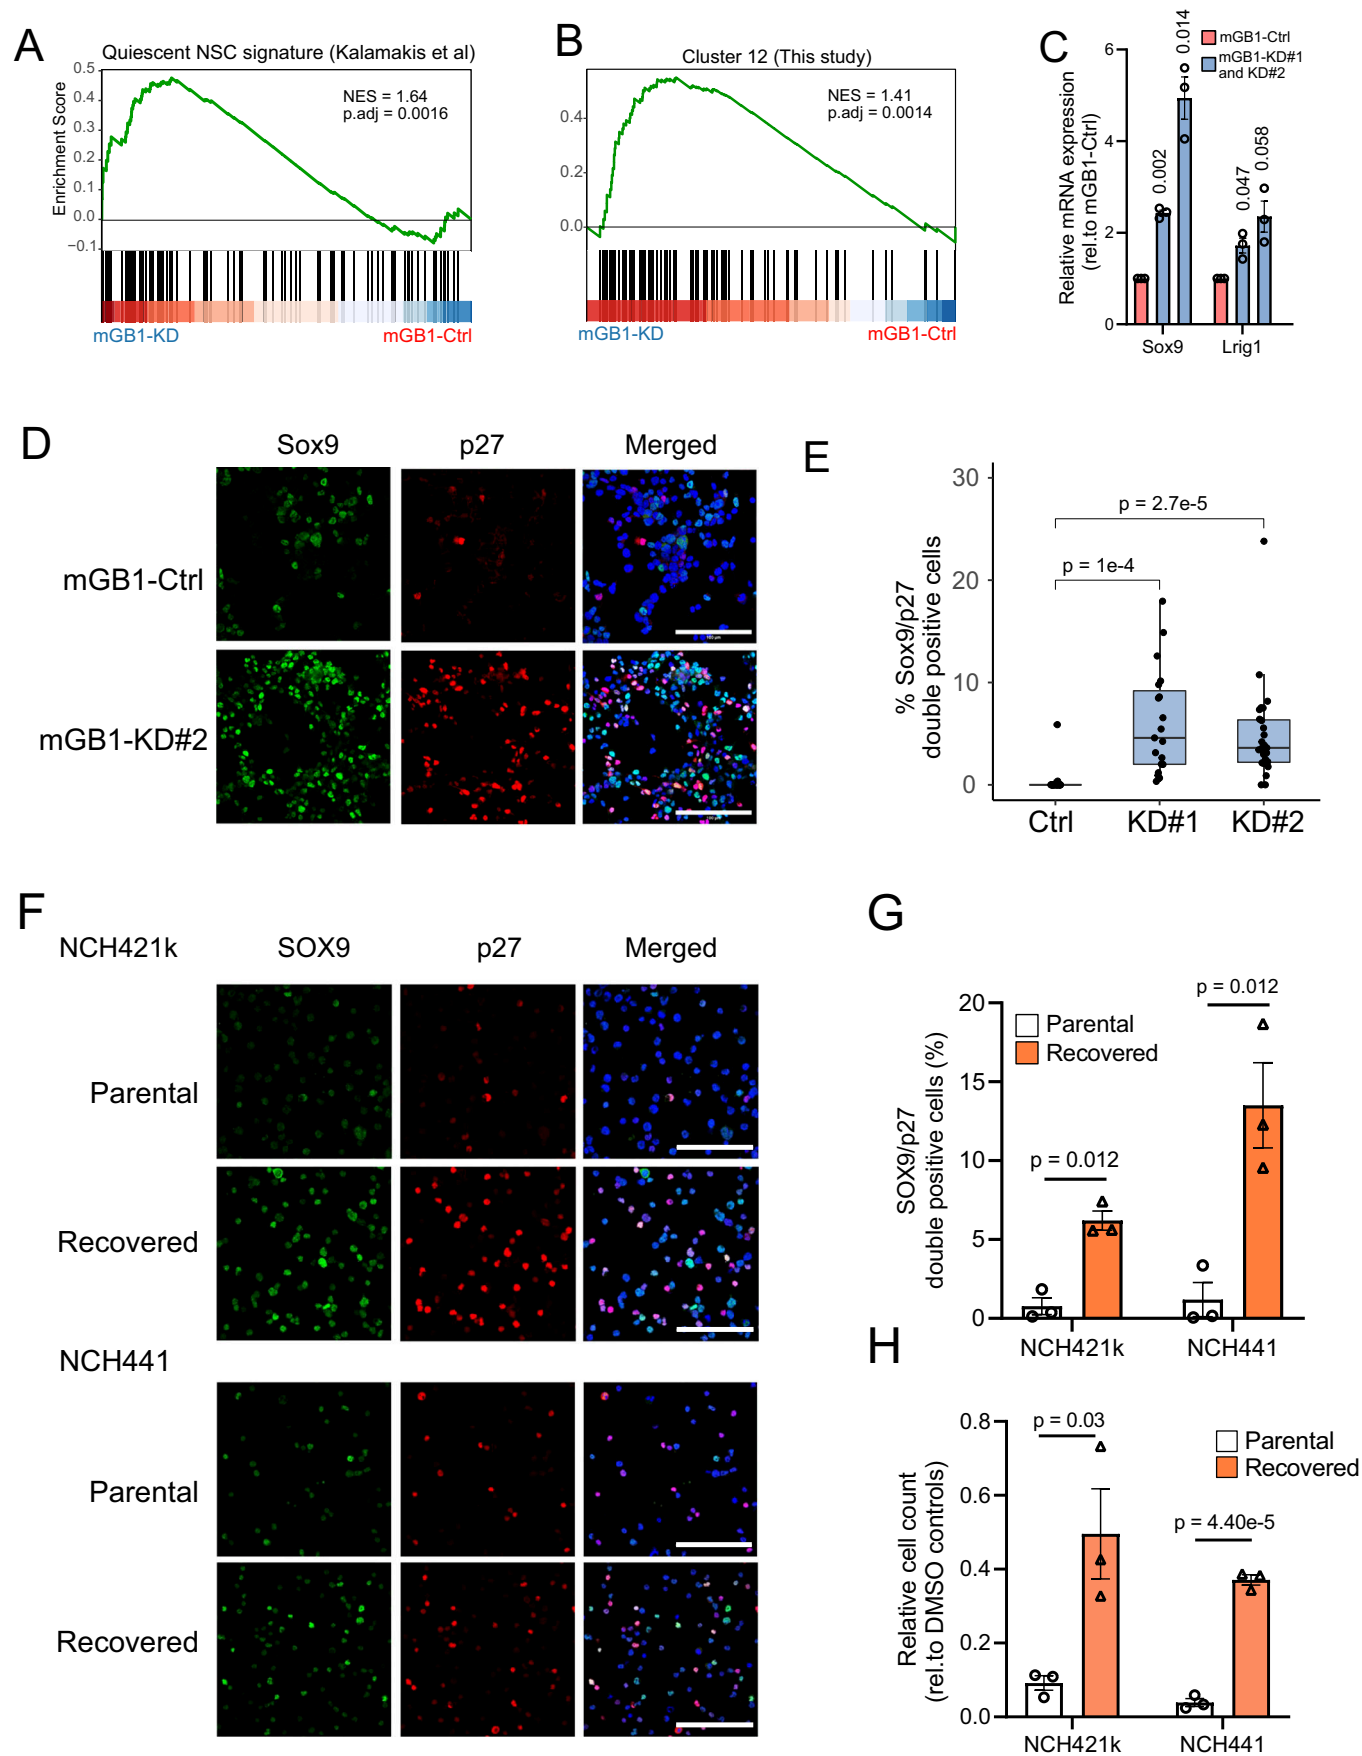 A
Quiescent NSC signature (Kalamakis et al)
Enrichment Score
0.5
0.4
0.3
0.2
0.1
0.0
−0.1
NES = 1.64
p.adj = 0.0016
mGB1-KD
mGB1-Ctrl
B
Cluster 12 (This study)
0.4
0.2
0.0
NES = 1.41
p.adj = 0.0014
mGB1-KD
mGB1-Ctrl
C
mGB1-Ctrl
mGB1-KD#1
and KD#2
Relative mRNA expression
(rel.to mGB1-Ctrl)
6
4
2
0
0.002
0.014
0.047
0.058
Sox9
Lrig1
D
Sox9
p27
Merged
mGB1-Ctrl
mGB1-KD#2
100 µm
100 µm
E
% Sox9/p27
double positive cells
30
20
10
0
p = 2.7e-5
p = 1e-4
Ctrl
KD#1
KD#2
F
NCH421k
SOX9
p27
Merged
Parental
Recovered
NCH441
Parental
Recovered
G
SOX9/p27
double positive cells (%)
20
15
10
5
0
Parental
Recovered
p = 0.012
p = 0.012
NCH421k
NCH441
H
Relative cell count
(rel.to DMSO controls)
0.8
0.6
0.4
0.2
0.0
p = 0.03
p = 4.40e-5
Parental
Recovered
NCH421k
NCH441